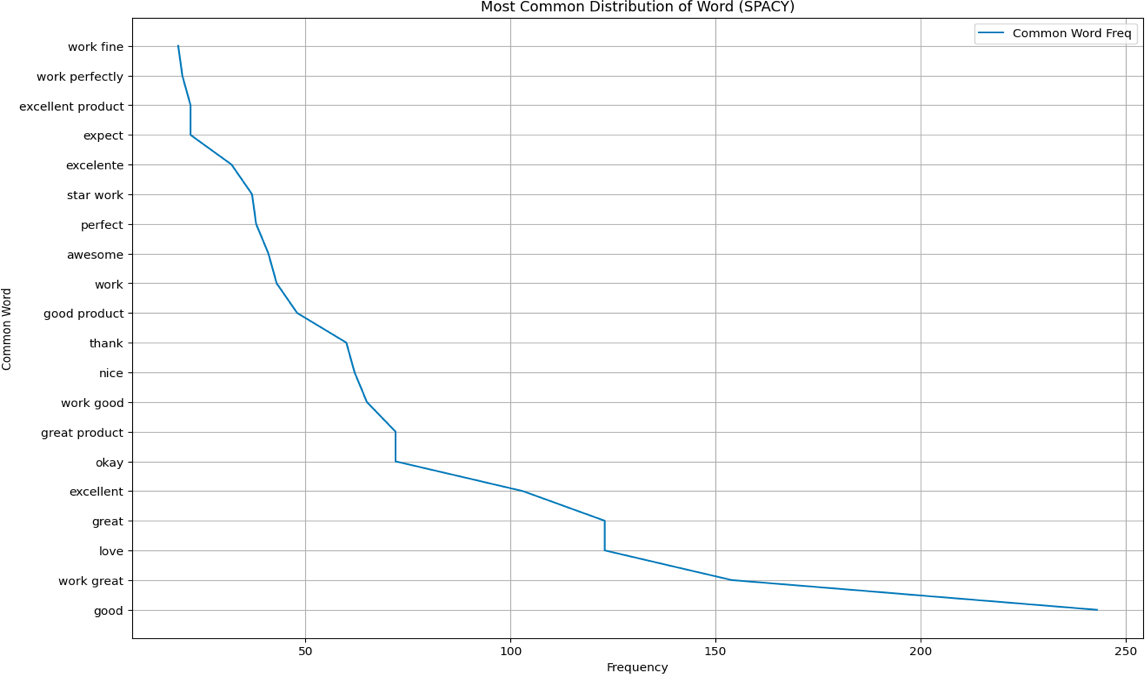 Most Common Distribution of Word (SPACY)
Common Word Freq
work fine
work perfectly
excellent product
expect
excelente
star work
perfect
awesome
work
good product
thank
nice
work good
great product
okay
excellent
great
love
work great
good
Common Word
50 100 150 200 250
Frequency